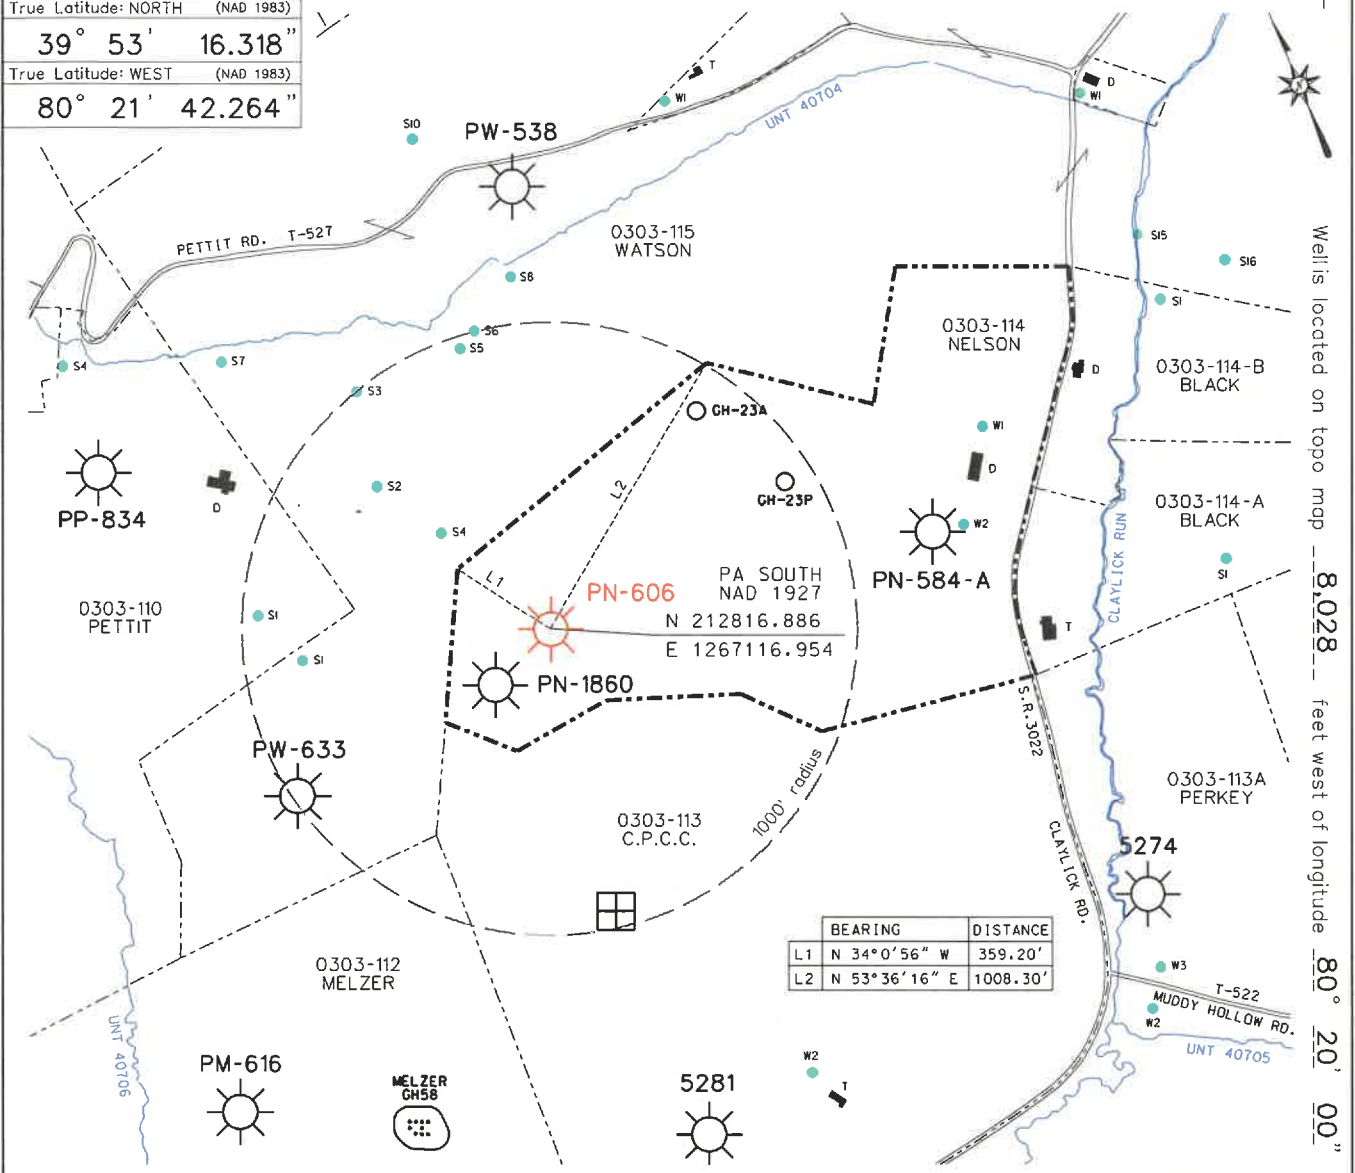 True Latitude: NORTH (NAD 1983)
39° 53' 16.318"
True Latitude: WEST (NAD 1983)
80° 21' 42.264"
T
W1
D
W1
S10
PW-538
UNT 40704
PETTIT RD. T-527
0303-115
WATSON
S15
S16
S8
S1
S6
S5
S7
S4
S3
0303-114
NELSON
D
0303-114-B
BLACK
GH-23A
W1
D
L2
GH-23P
S2
D
PP-834
S4
W2
PN-584-A
0303-114-A
BLACK
S1
CLAYLICK RUN
L1
PN-606
PA SOUTH
NAD 1927
N 212816.886
E 1267116.954
0303-110
PETTIT
S1
S1
T
PN-1860
S.R.3022
PW-633
1000' radius
0303-113
C.P.C.C.
0303-113A
PERKEY
CLAYLICK RD.
5274
BEARING DISTANCE
L1 N 34°0'56" W 359.20'
L2 N 53°36'16" E 1008.30'
0303-112
MELZER
W3
T-522
MUDDY HOLLOW RD.
W2
UNT 40705
UNT 40706
PM-616
MELZER
GH58
5281
W2
T
Well is located on topo map 8,028 feet west of longitude 80° 20' 00"